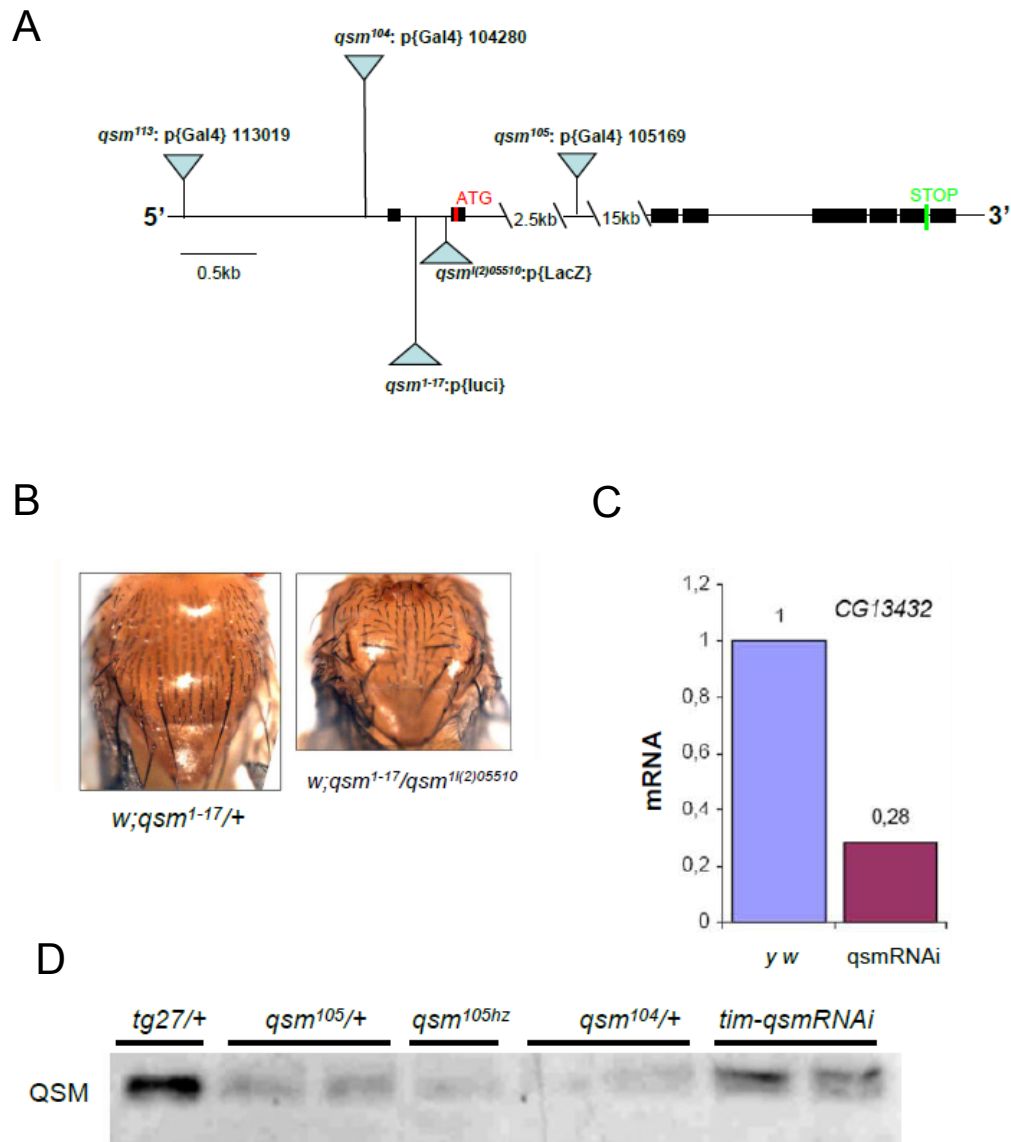 A
qsm104: p{Gal4} 104280
qsm113: p{Gal4} 113019
qsm105: p{Gal4} 105169
5’
ATG
2.5kb
15kb
STOP
3’
0.5kb
qsml(2)05510:p{LacZ}
qsm1-17:p{luci}
B
w;qsm1-17/+
w;qsm1-17/qsm1l(2)05510
C
1,2
1
0,8
0,6
0,4
0,2
0
mRNA
CG13432
1
0,28
y w
qsmRNAi
D
tg27/+
qsm105/+
qsm105hz
qsm104/+
tim-qsmRNAi
QSM